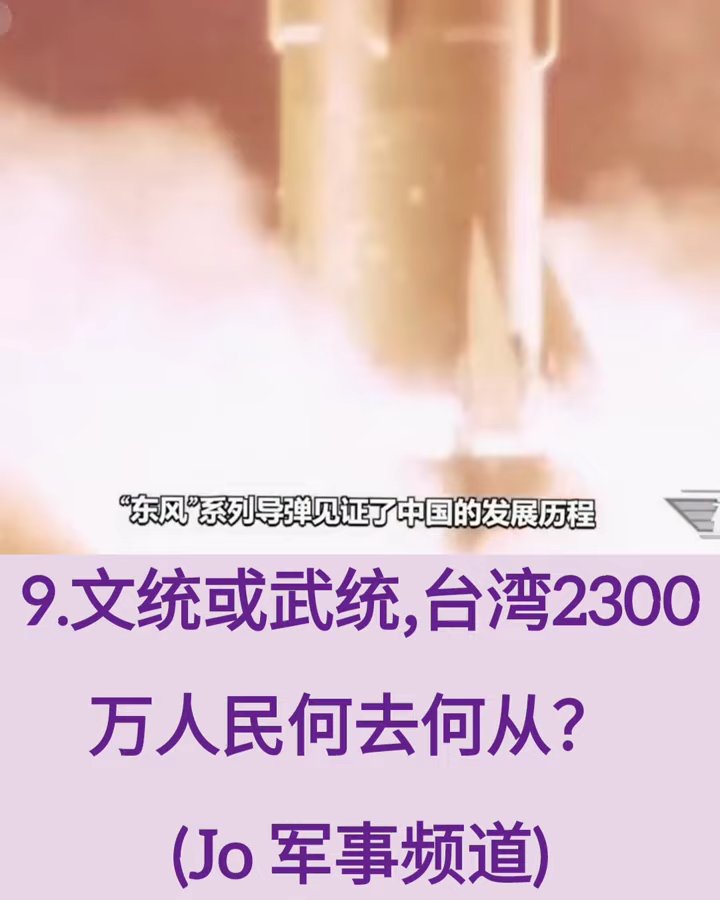 “东风”系列导弹见证了中国的发展历程
9.文统或武统,台湾2300
万人民何去何从？
(Jo 军事频道)